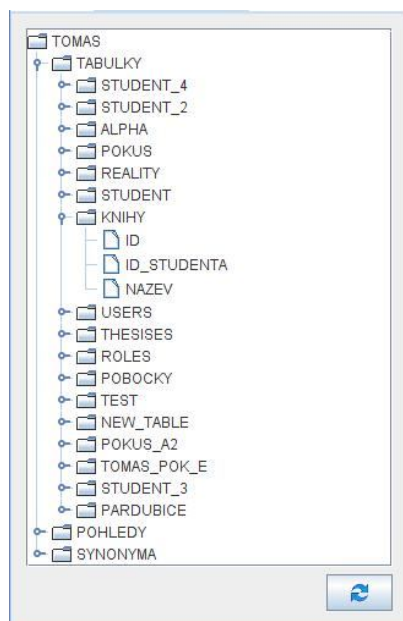 TOMAS
TABULKY
STUDENT_4
STUDENT_2
ALPHA
POKUS
REALITY
STUDENT
KNIHY
ID
ID_STUDENTA
NAZEV
USERS
THESISES
ROLES
POBOCKY
TEST
NEW_TABLE
POKUS_A2
TOMAS_POK_E
STUDENT_3
PARDUBICE
POHLEDY
SYNONYMA